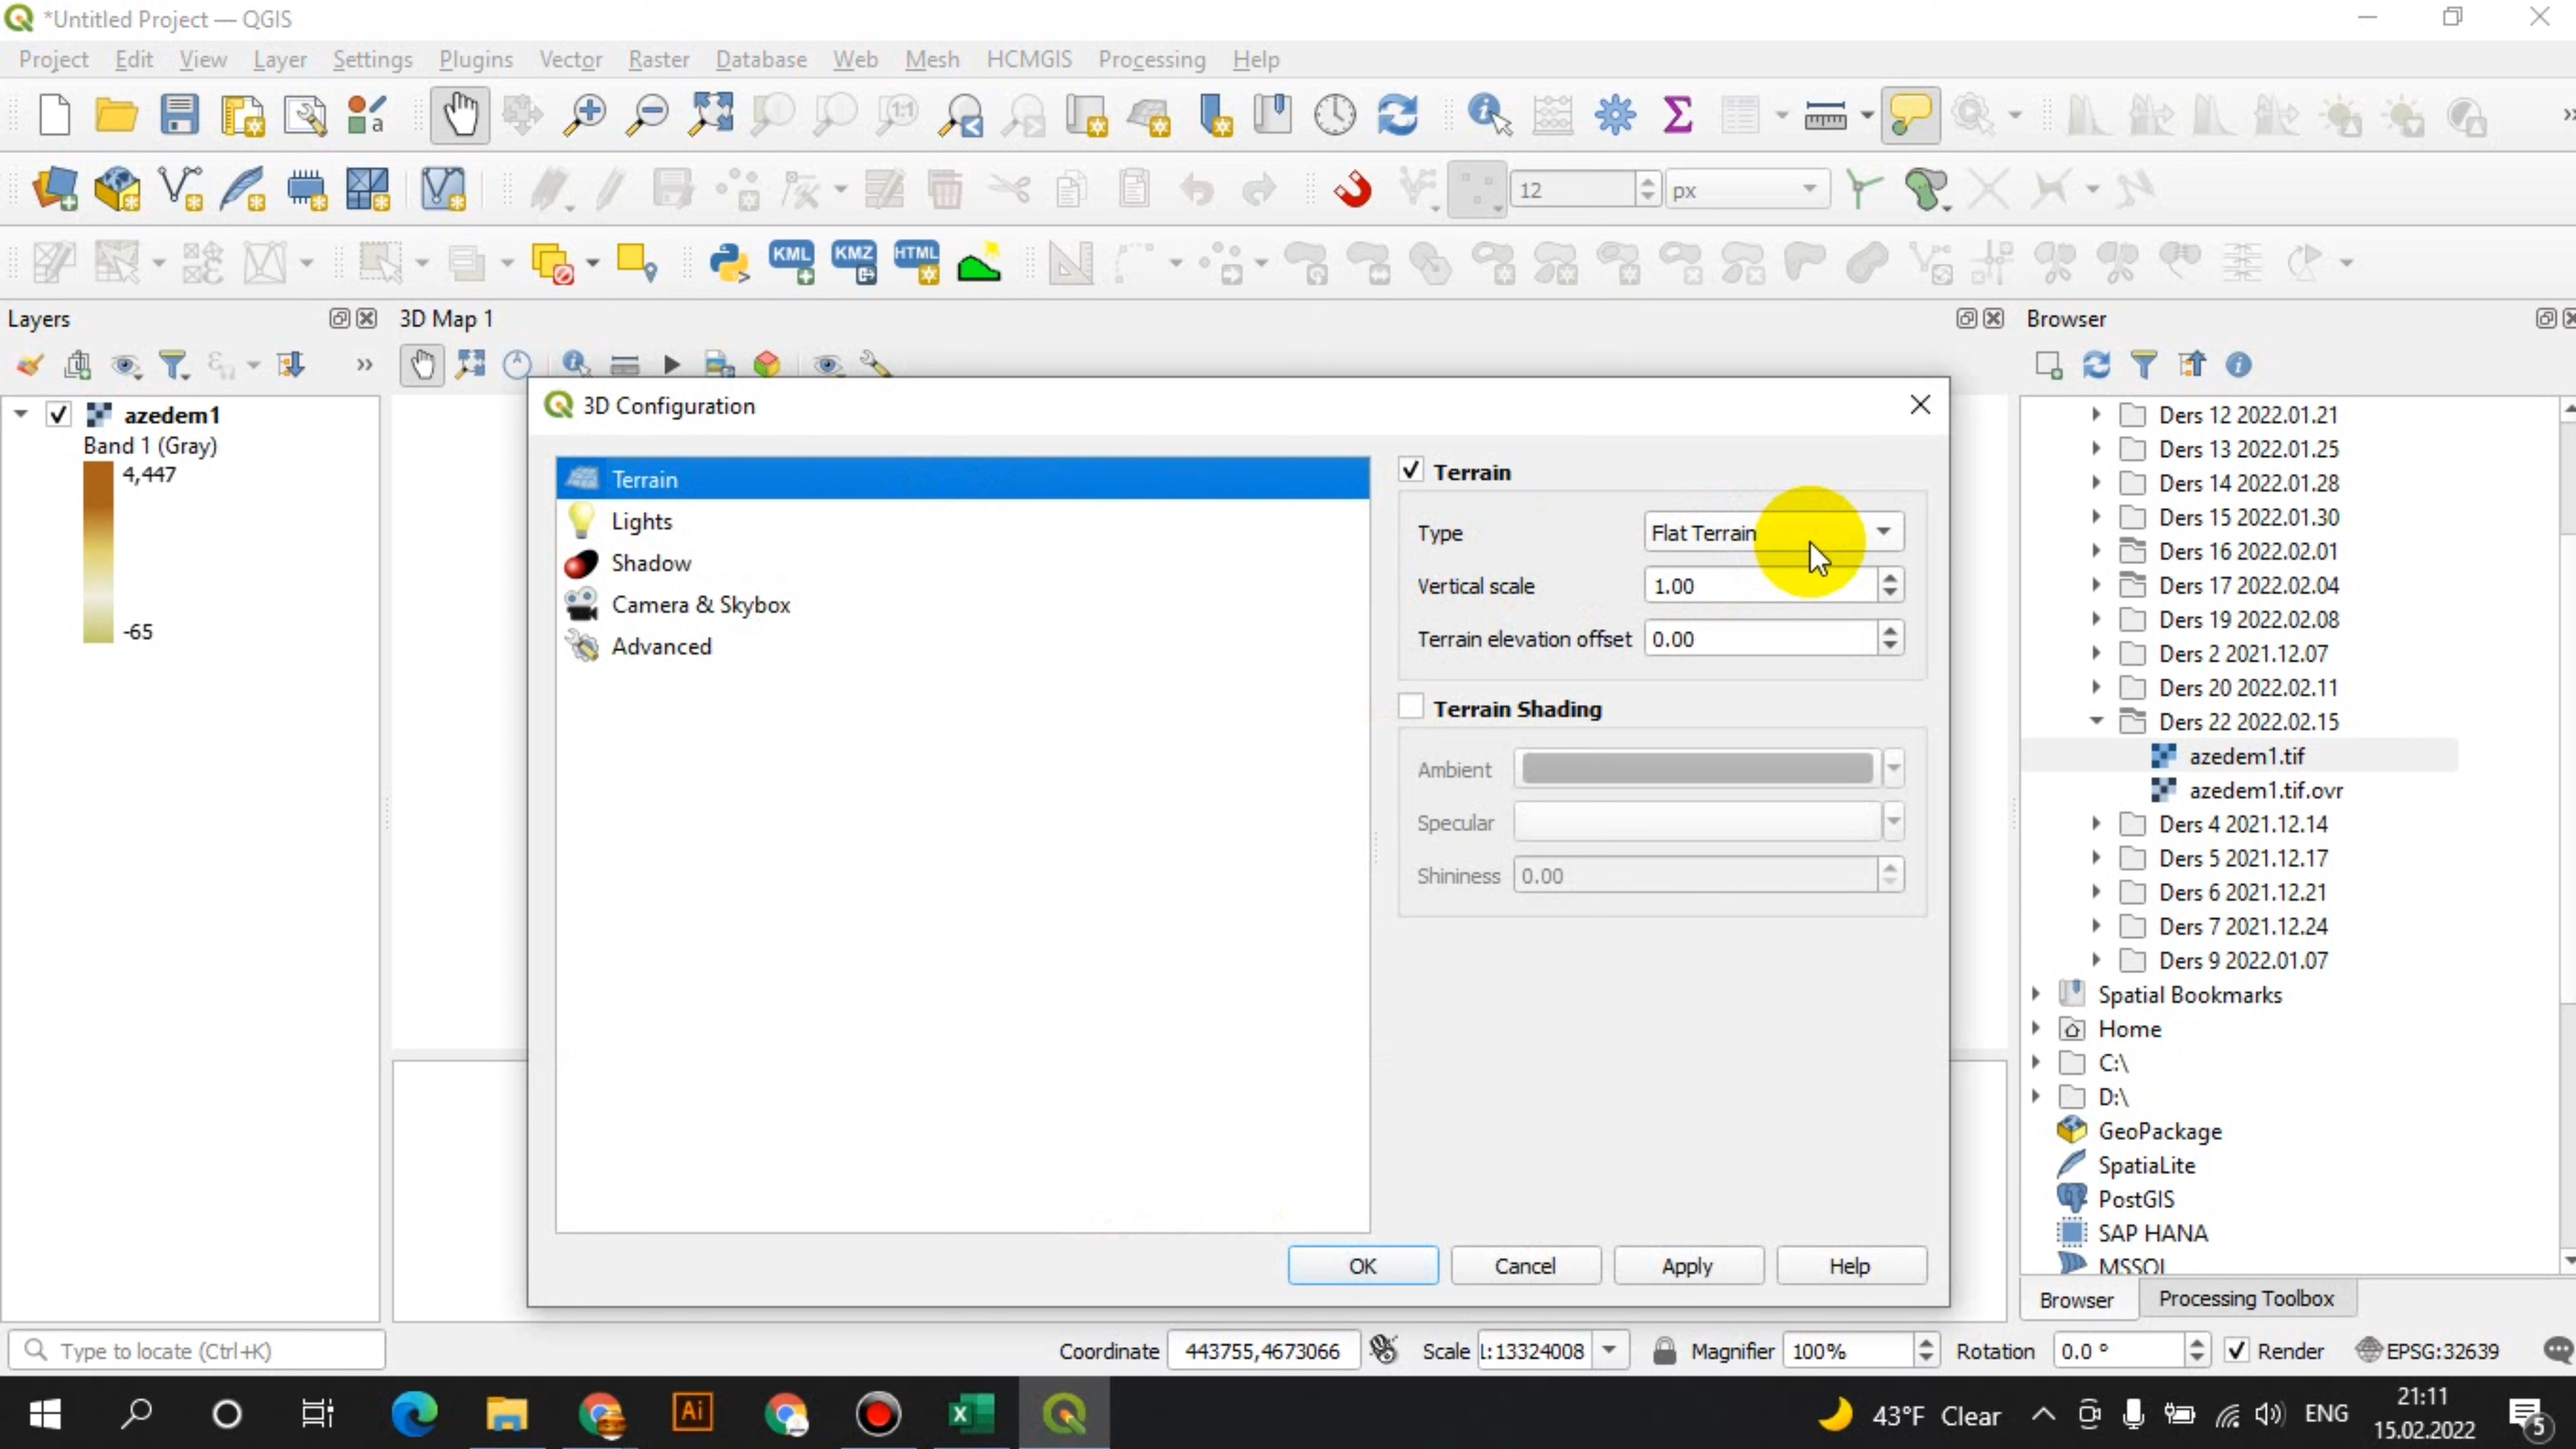 *Untitled Project — QGIS
Project Edit View Layer Settings Plugins Vector Raster Database Web Mesh HCMGIS Processing Help
a
1:1
12 px
KML KMZ HTML
Layers
3D Map 1
Browser
azedem1
Band 1 (Gray)
4,447
-65
3D Configuration
Terrain
Lights
Shadow
Camera & Skybox
Advanced
Terrain
Type Flat Terrain
Vertical scale 1.00
Terrain elevation offset 0.00
Terrain Shading
Ambient
Specular
Shininess 0.00
OK Cancel Apply Help
Ders 12 2022.01.21
Ders 13 2022.01.25
Ders 14 2022.01.28
Ders 15 2022.01.30
Ders 16 2022.02.01
Ders 17 2022.02.04
Ders 19 2022.02.08
Ders 2 2021.12.07
Ders 20 2022.02.11
Ders 22 2022.02.15
azedem1.tif
azedem1.tif.ovr
Ders 4 2021.12.14
Ders 5 2021.12.17
Ders 6 2021.12.21
Ders 7 2021.12.24
Ders 9 2022.01.07
Spatial Bookmarks
Home
C:\
D:\
GeoPackage
SpatiaLite
PostGIS
SAP HANA
MSSQL
Browser Processing Toolbox
Type to locate (Ctrl+K)
Coordinate 443755,4673066 Scale 1:13324008 Magnifier 100% Rotation 0.0 ° Render EPSG:32639
Ai
43°F Clear
ENG
21:11
15.02.2022
5